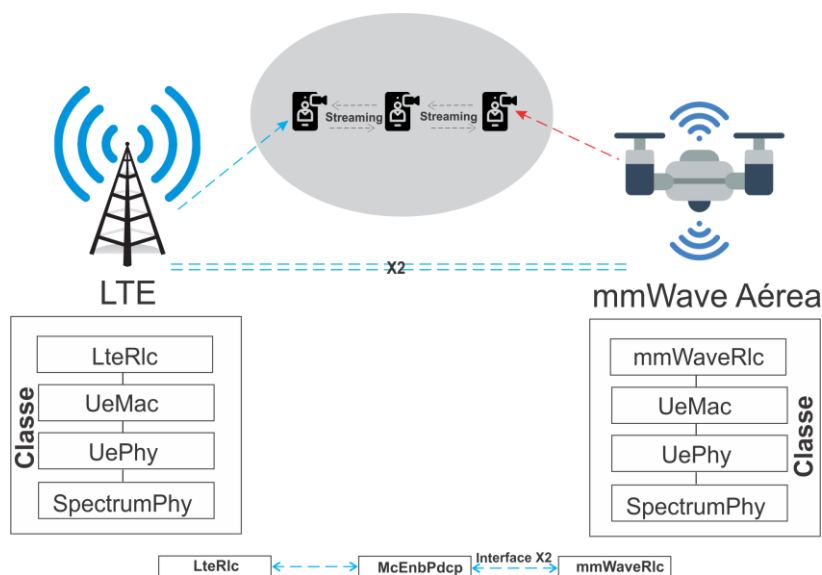 Streaming
Streaming
X2
LTE
mmWave Aérea
Classe
LteRlc
UeMac
UePhy
SpectrumPhy
mmWaveRlc
UeMac
UePhy
SpectrumPhy
Classe
LteRlc
McEnbPdcp
Interface X2
mmWaveRlc